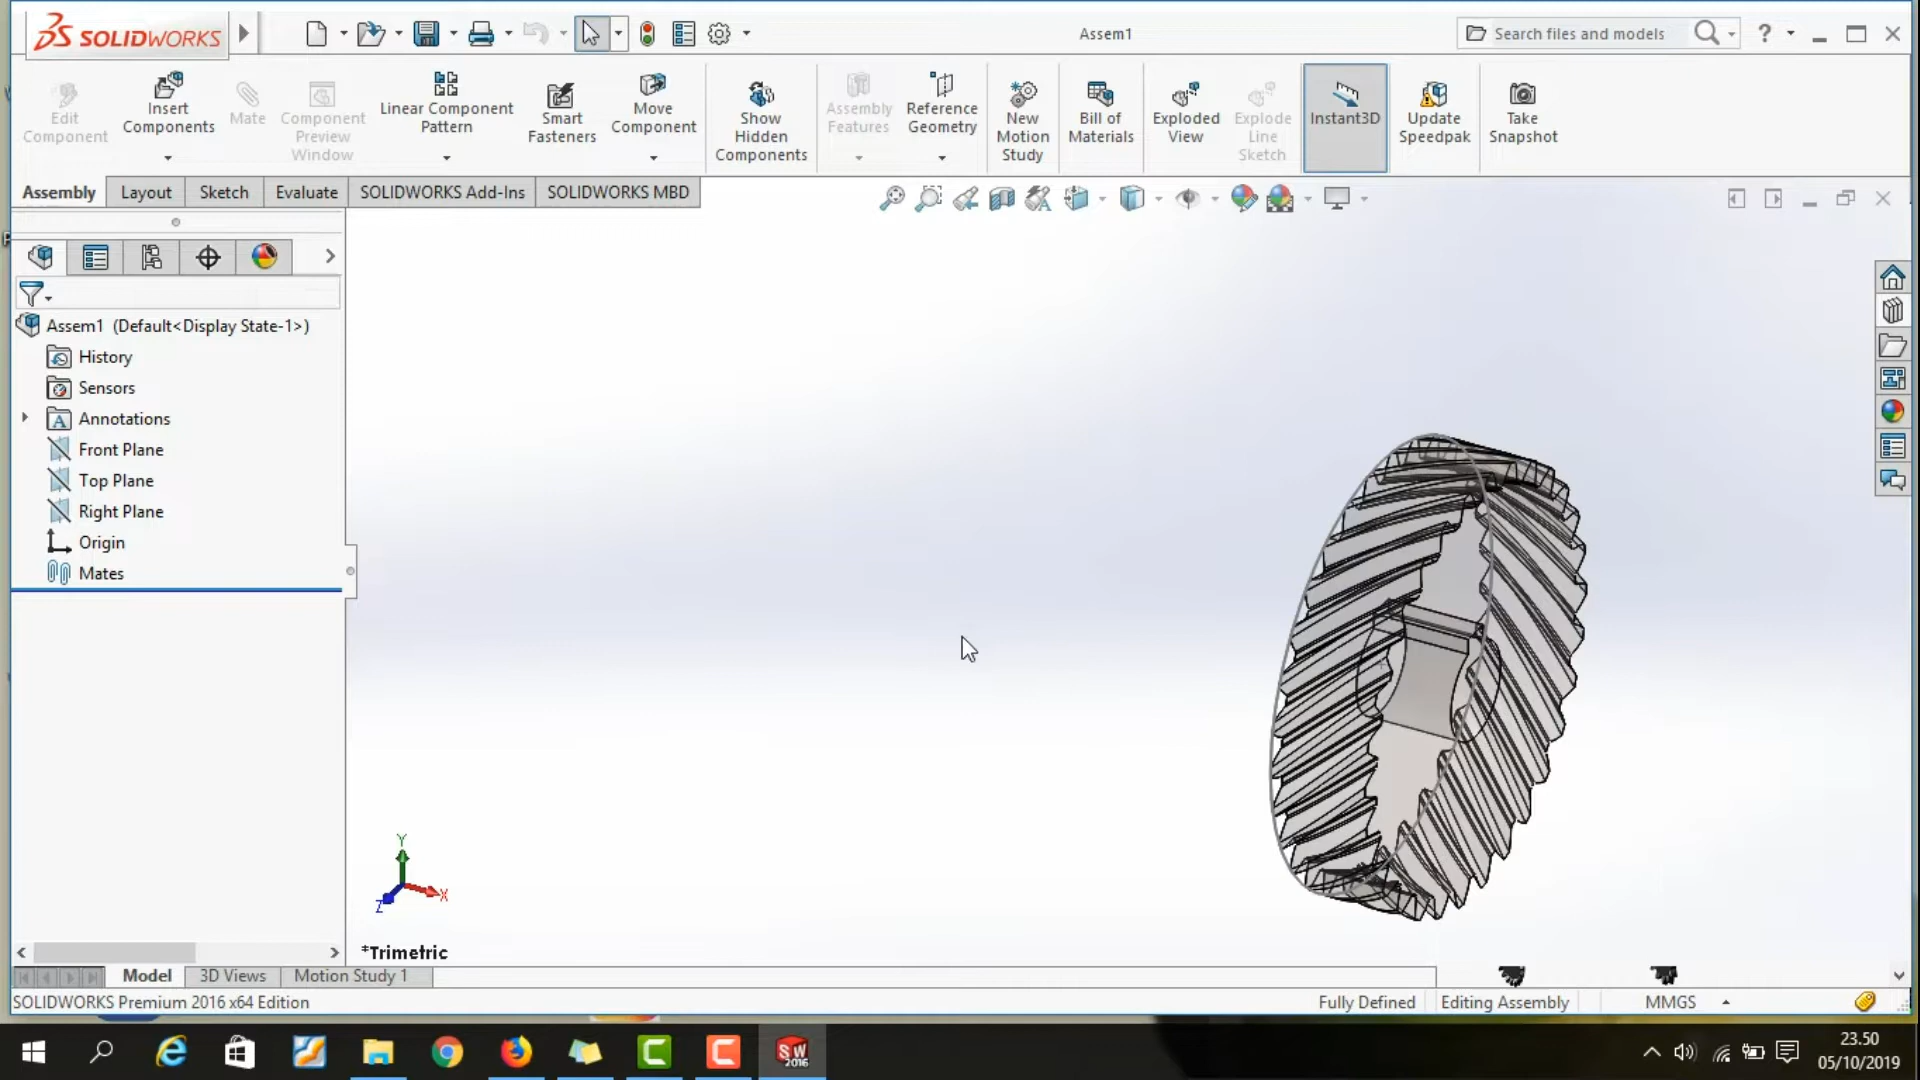 SOLIDWORKS
Assem1
Search files and models
?
Edit Component
Insert Components
Mate
Component Preview Window
Linear Component Pattern
Smart Fasteners
Move Component
Show Hidden Components
Assembly Features
Reference Geometry
New Motion Study
Bill of Materials
Exploded View
Explode Line Sketch
Instant3D
Update Speedpak
Take Snapshot
Assembly
Layout
Sketch
Evaluate
SOLIDWORKS Add-Ins
SOLIDWORKS MBD
Assem1 (Default<Display State-1>)
History
Sensors
Annotations
Front Plane
Top Plane
Right Plane
Origin
Mates
Y
X
Z
*Trimetric
Model
3D Views
Motion Study 1
SOLIDWORKS Premium 2016 x64 Edition
Fully Defined
Editing Assembly
MMGS
SW 2016
23.50
05/10/2019